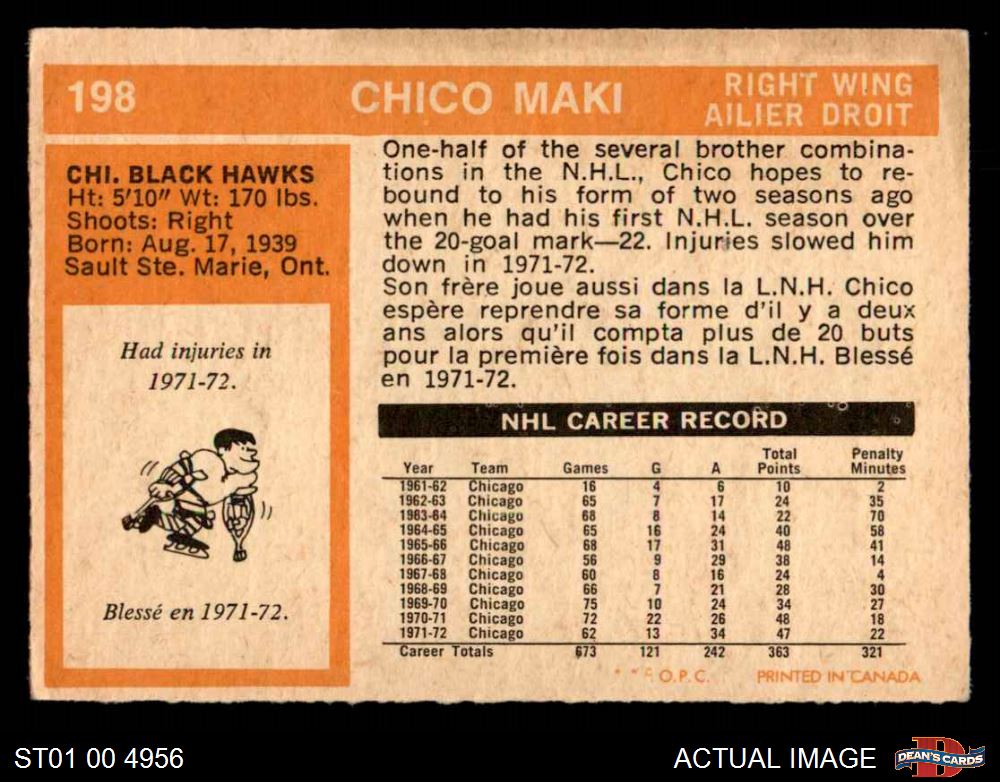 198 CHICO MAKI RIGHT WING
AILIER DROIT
CHI. BLACK HAWKS
Ht: 5'10" Wt: 170 lbs.
Shoots: Right
Born: Aug. 17, 1939
Sault Ste. Marie, Ont.
Had injuries in
1971-72.
Blessé en 1971-72.
One-half of the several brother combina-
tions in the N.H.L., Chico hopes to re-
bound to his form of two seasons ago
when he had his first N.H.L. season over
the 20-goal mark—22. Injuries slowed him
down in 1971-72.
Son frère joue aussi dans la L.N.H. Chico
espère reprendre sa forme d'il y a deux
ans alors qu'il compta plus de 20 buts
pour la première fois dans la L.N.H. Blessé
en 1971-72.
NHL CAREER RECORD
Year Team Games G A Total Points Penalty Minutes
1961-62 Chicago 16 4 6 10 2
1962-63 Chicago 65 7 17 24 35
1963-64 Chicago 68 8 14 22 70
1964-65 Chicago 65 16 24 40 58
1965-66 Chicago 68 17 31 48 41
1966-67 Chicago 56 9 29 38 14
1967-68 Chicago 60 8 16 24 4
1968-69 Chicago 66 7 21 28 30
1969-70 Chicago 75 10 24 34 27
1970-71 Chicago 72 22 26 48 18
1971-72 Chicago 62 13 34 47 22
Career Totals 673 121 242 363 321
O.P.C. PRINTED IN CANADA
ST01 00 4956 ACTUAL IMAGE DEAN'S CARDS